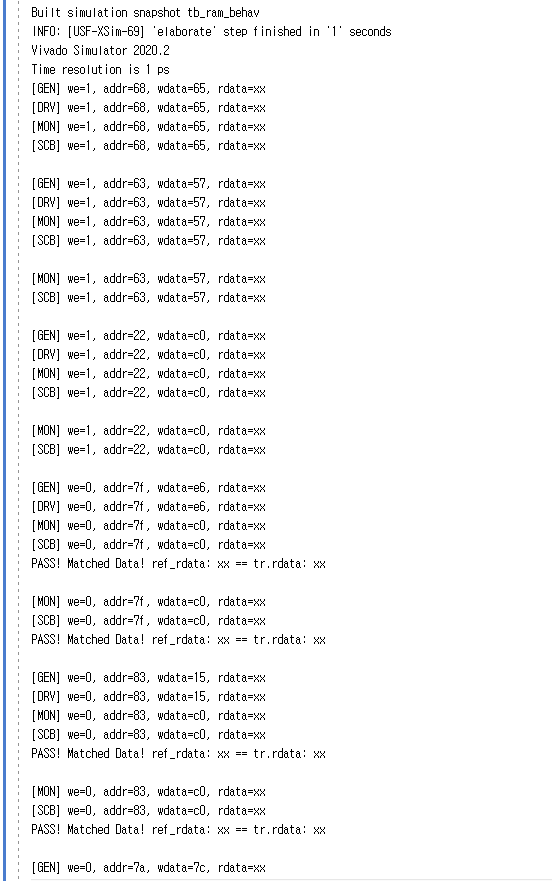 Built simulation snapshot tb_ram_behav
INFO: [USF-XSim-69] 'elaborate' step finished in '1' seconds
Vivado Simulator 2020.2
Time resolution is 1 ps
[GEN] we=1, addr=68, wdata=65, rdata=xx
[DRV] we=1, addr=68, wdata=65, rdata=xx
[MON] we=1, addr=68, wdata=65, rdata=xx
[SCB] we=1, addr=68, wdata=65, rdata=xx
[GEN] we=1, addr=63, wdata=57, rdata=xx
[DRV] we=1, addr=63, wdata=57, rdata=xx
[MON] we=1, addr=63, wdata=57, rdata=xx
[SCB] we=1, addr=63, wdata=57, rdata=xx
[MON] we=1, addr=63, wdata=57, rdata=xx
[SCB] we=1, addr=63, wdata=57, rdata=xx
[GEN] we=1, addr=22, wdata=c0, rdata=xx
[DRV] we=1, addr=22, wdata=c0, rdata=xx
[MON] we=1, addr=22, wdata=c0, rdata=xx
[SCB] we=1, addr=22, wdata=c0, rdata=xx
[MON] we=1, addr=22, wdata=c0, rdata=xx
[SCB] we=1, addr=22, wdata=c0, rdata=xx
[GEN] we=0, addr=7f, wdata=e6, rdata=xx
[DRV] we=0, addr=7f, wdata=e6, rdata=xx
[MON] we=0, addr=7f, wdata=c0, rdata=xx
[SCB] we=0, addr=7f, wdata=c0, rdata=xx
PASS! Matched Data! ref_rdata: xx == tr.rdata: xx
[MON] we=0, addr=7f, wdata=c0, rdata=xx
[SCB] we=0, addr=7f, wdata=c0, rdata=xx
PASS! Matched Data! ref_rdata: xx == tr.rdata: xx
[GEN] we=0, addr=83, wdata=15, rdata=xx
[DRV] we=0, addr=83, wdata=15, rdata=xx
[MON] we=0, addr=83, wdata=c0, rdata=xx
[SCB] we=0, addr=83, wdata=c0, rdata=xx
PASS! Matched Data! ref_rdata: xx == tr.rdata: xx
[MON] we=0, addr=83, wdata=c0, rdata=xx
[SCB] we=0, addr=83, wdata=c0, rdata=xx
PASS! Matched Data! ref_rdata: xx == tr.rdata: xx
[GEN] we=0, addr=7a, wdata=7c, rdata=xx